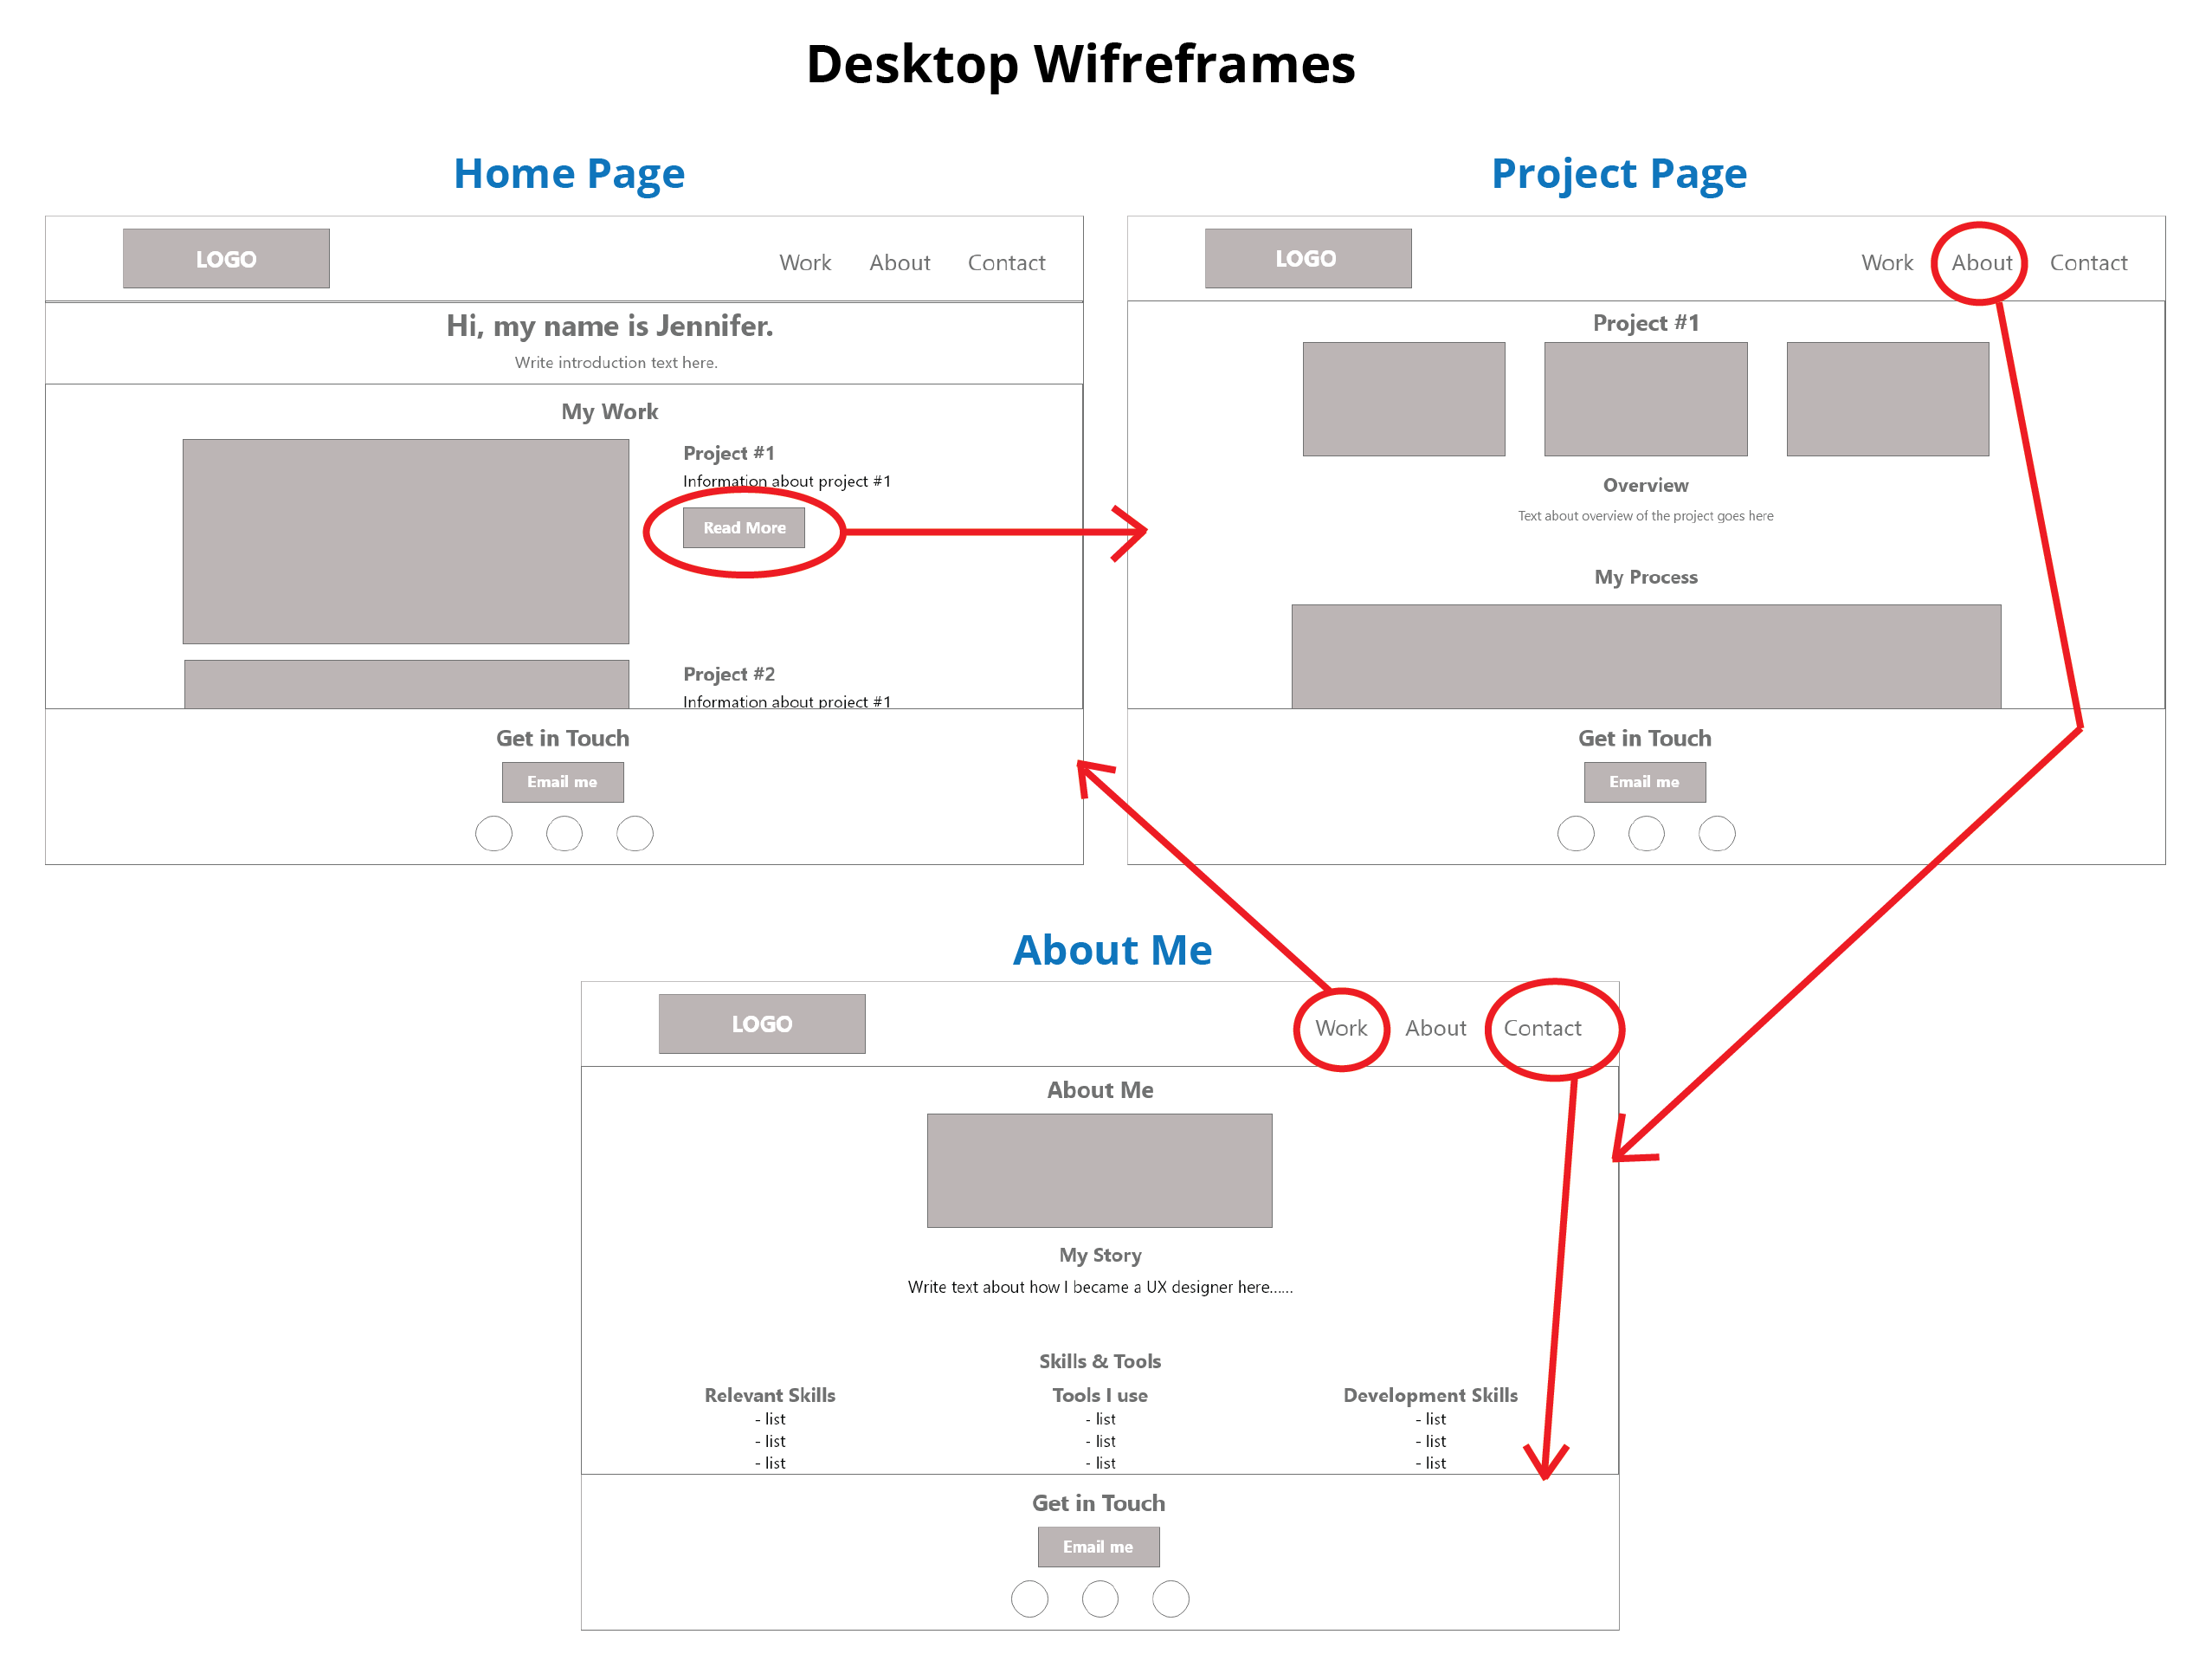 Desktop Wifreframes
Home Page
LOGO
Work About Contact
Hi, my name is Jennifer.
Write introduction text here.
My Work
Project #1
Information about project #1
Read More
Project #2
Information about project #1
Get in Touch
Email me
Project Page
LOGO
Work About Contact
Project #1
Overview
Text about overview of the project goes here
My Process
Get in Touch
Email me
About Me
LOGO
Work About Contact
About Me
My Story
Write text about how I became a UX designer here......
Skills & Tools
Relevant Skills
- list
- list
- list
Tools I use
- list
- list
- list
Development Skills
- list
- list
- list
Get in Touch
Email me